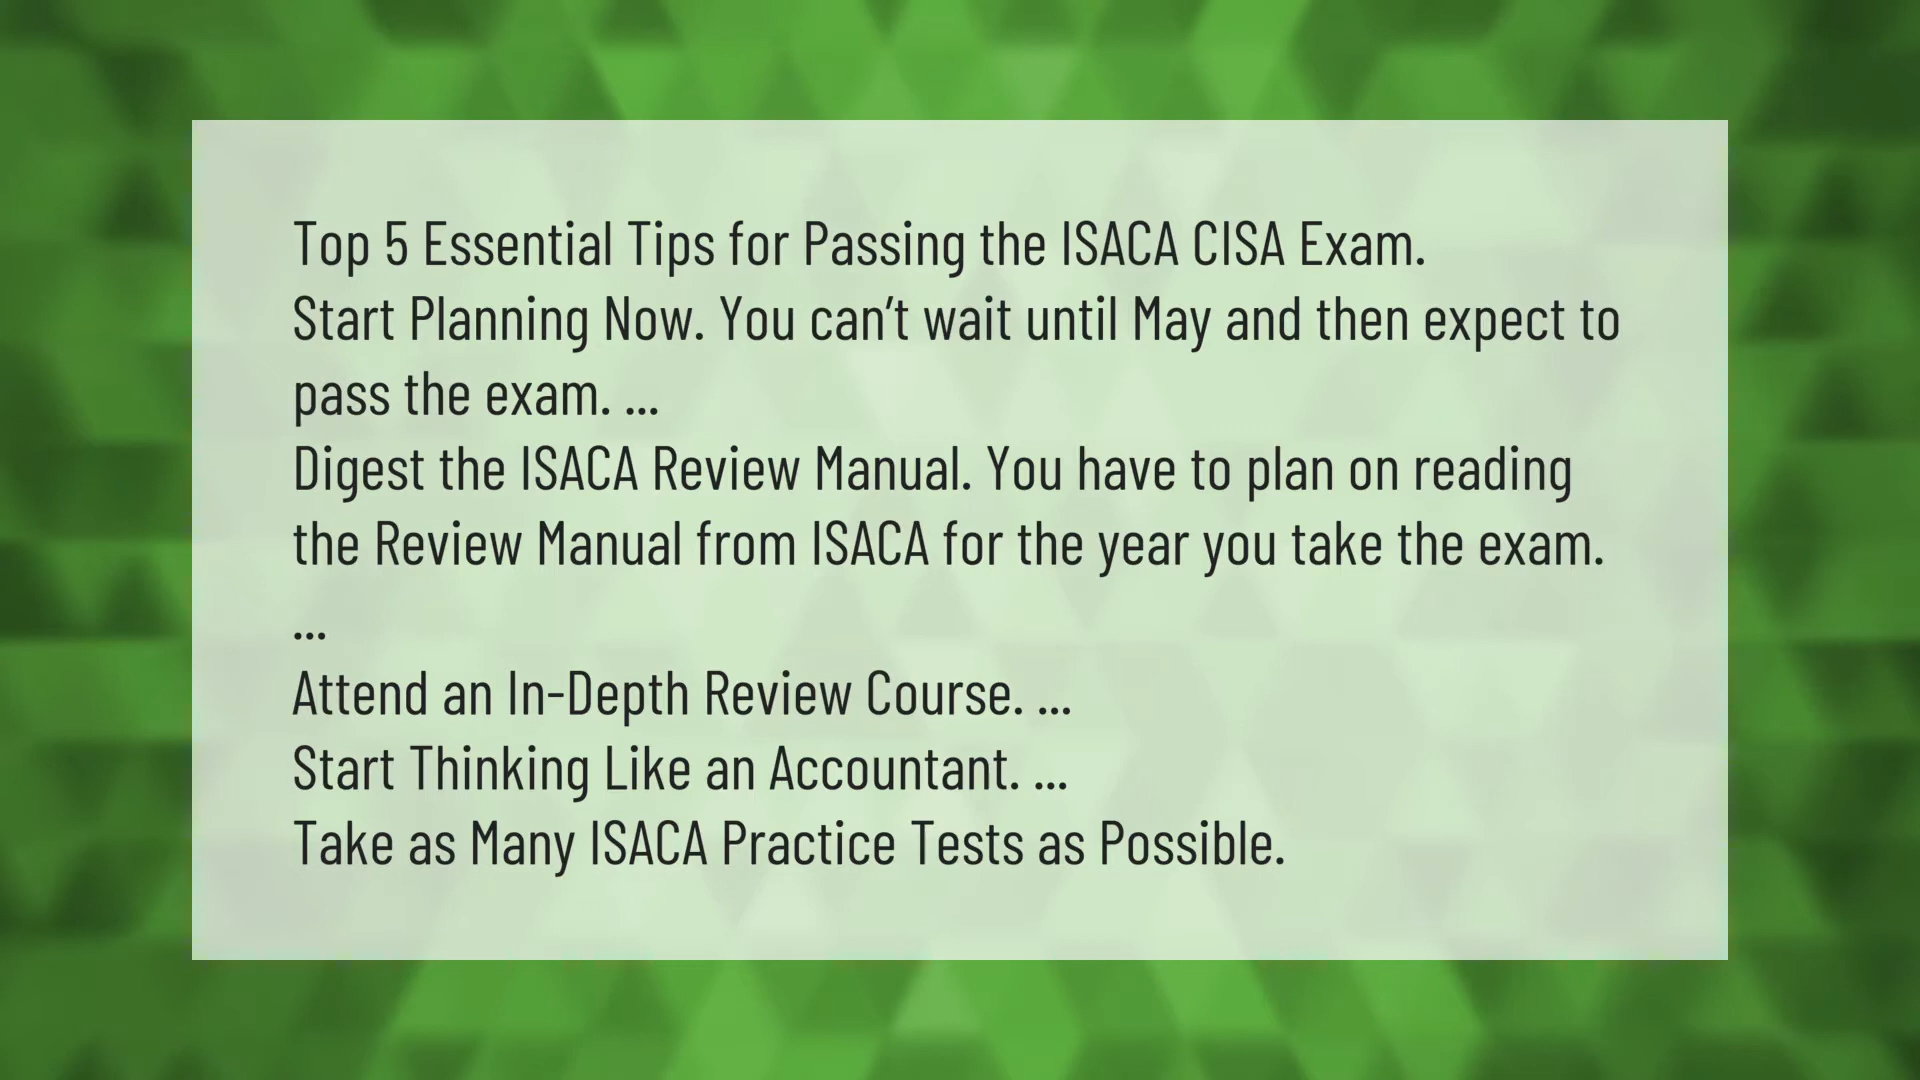 Top 5 Essential Tips for Passing the ISACA CISA Exam.
Start Planning Now. You can’t wait until May and then expect to
pass the exam. ...
Digest the ISACA Review Manual. You have to plan on reading
the Review Manual from ISACA for the year you take the exam.
...
Attend an In-Depth Review Course. ...
Start Thinking Like an Accountant. ...
Take as Many ISACA Practice Tests as Possible.